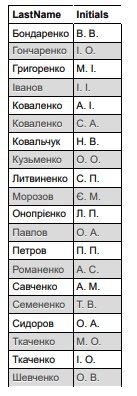 LastName Initials
Бондаренко В. В.
Гончаренко І. О.
Григоренко М. І.
Іванов І. І.
Коваленко А. І.
Коваленко С. А.
Ковальчук Н. В.
Кузьменко О. О.
Литвиненко С. П.
Морозов Є. М.
Онопрієнко Л. П.
Павлов О. А.
Петров П. П.
Романенко А. С.
Савченко А. М.
Семененко Т. В.
Сидоров О. А.
Ткаченко М. О.
Ткаченко І. О.
Шевченко О. В.